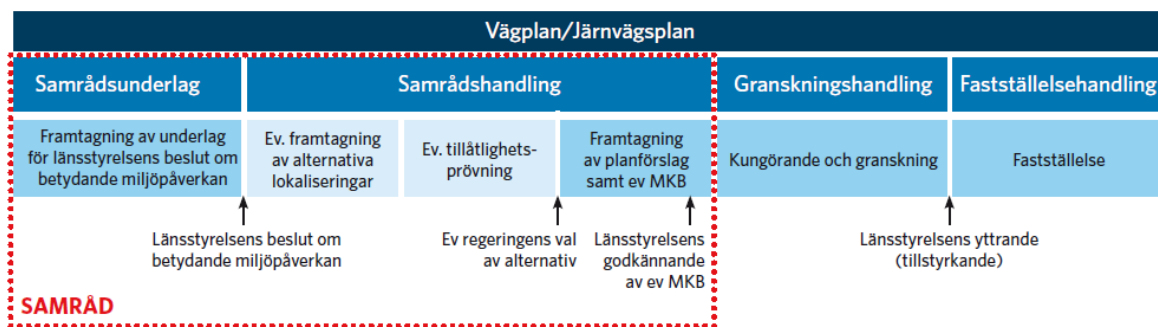 Vägplan/Järnvägsplan
Samrådsunderlag
Samrådshandling
Granskningshandling
Fastställelsehandling
Framtagning av underlag
för länsstyrelsens beslut om
betydande miljöpåverkan
Ev. framtagning
av alternativa
lokaliseringar
Ev. tillåtlighets-
prövning
Framtagning
av planförslag
samt ev MKB
Kungörande och granskning
Fastställelse
Länsstyrelsens beslut om
betydande miljöpåverkan
Ev regeringens val
av alternativ
Länsstyrelsens
godkännande
av ev MKB
Länsstyrelsens yttrande
(tillstyrkande)
SAMRÅD